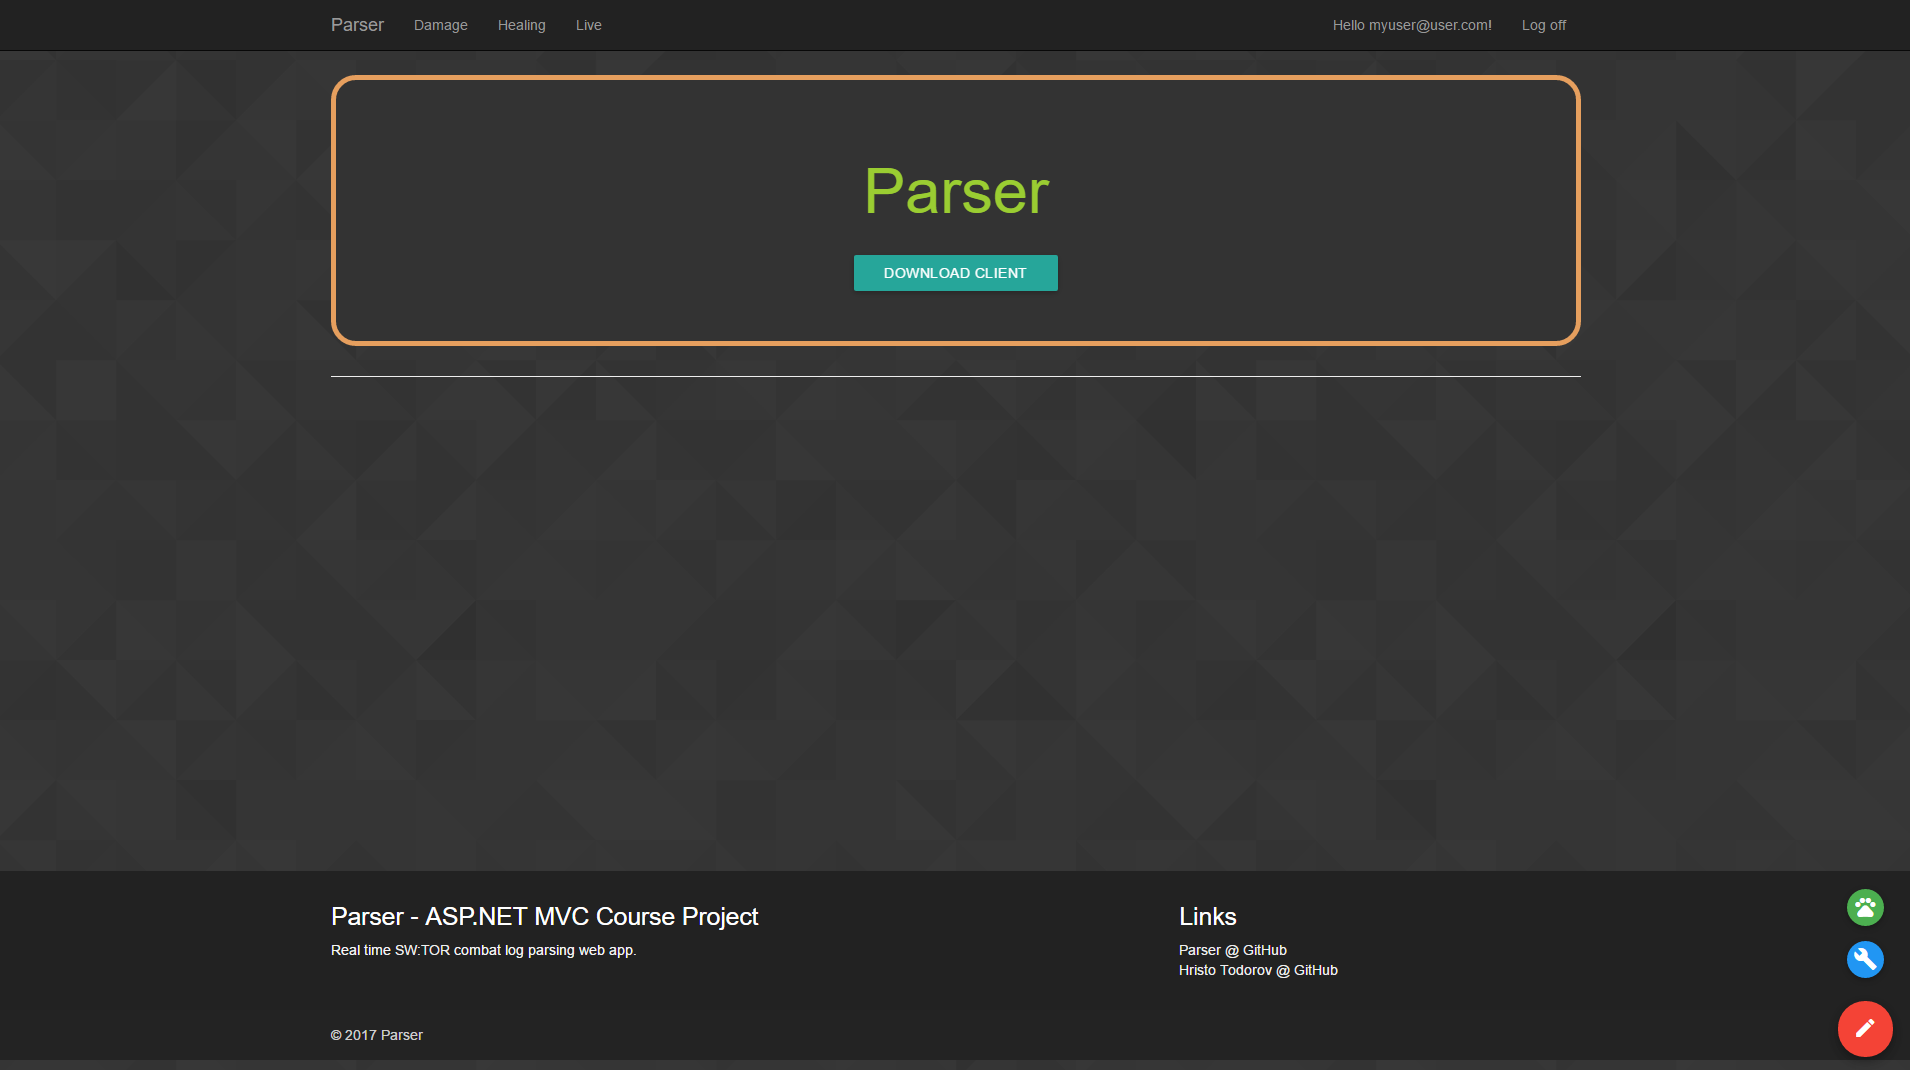 Parser Damage Healing Live Hello myuser@user.com! Log off
Parser
DOWNLOAD CLIENT
Parser - ASP.NET MVC Course Project
Real time SW:TOR combat log parsing web app.
Links
Parser @ GitHub
Hristo Todorov @ GitHub
© 2017 Parser